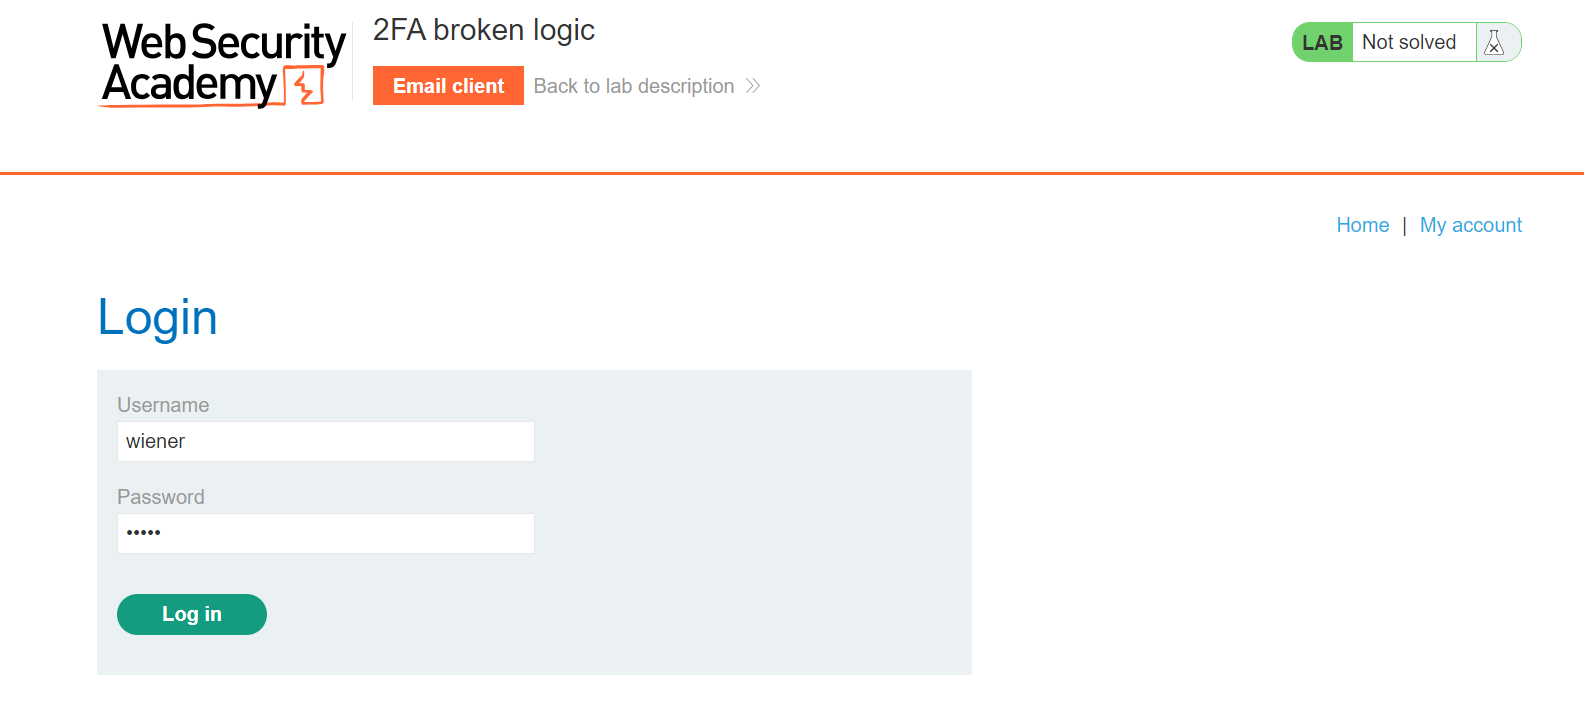 Web Security
Academy
2FA broken logic
Email client Back to lab description
LAB Not solved
Home | My account
Login
Username
wiener
Password
•••••
Log in